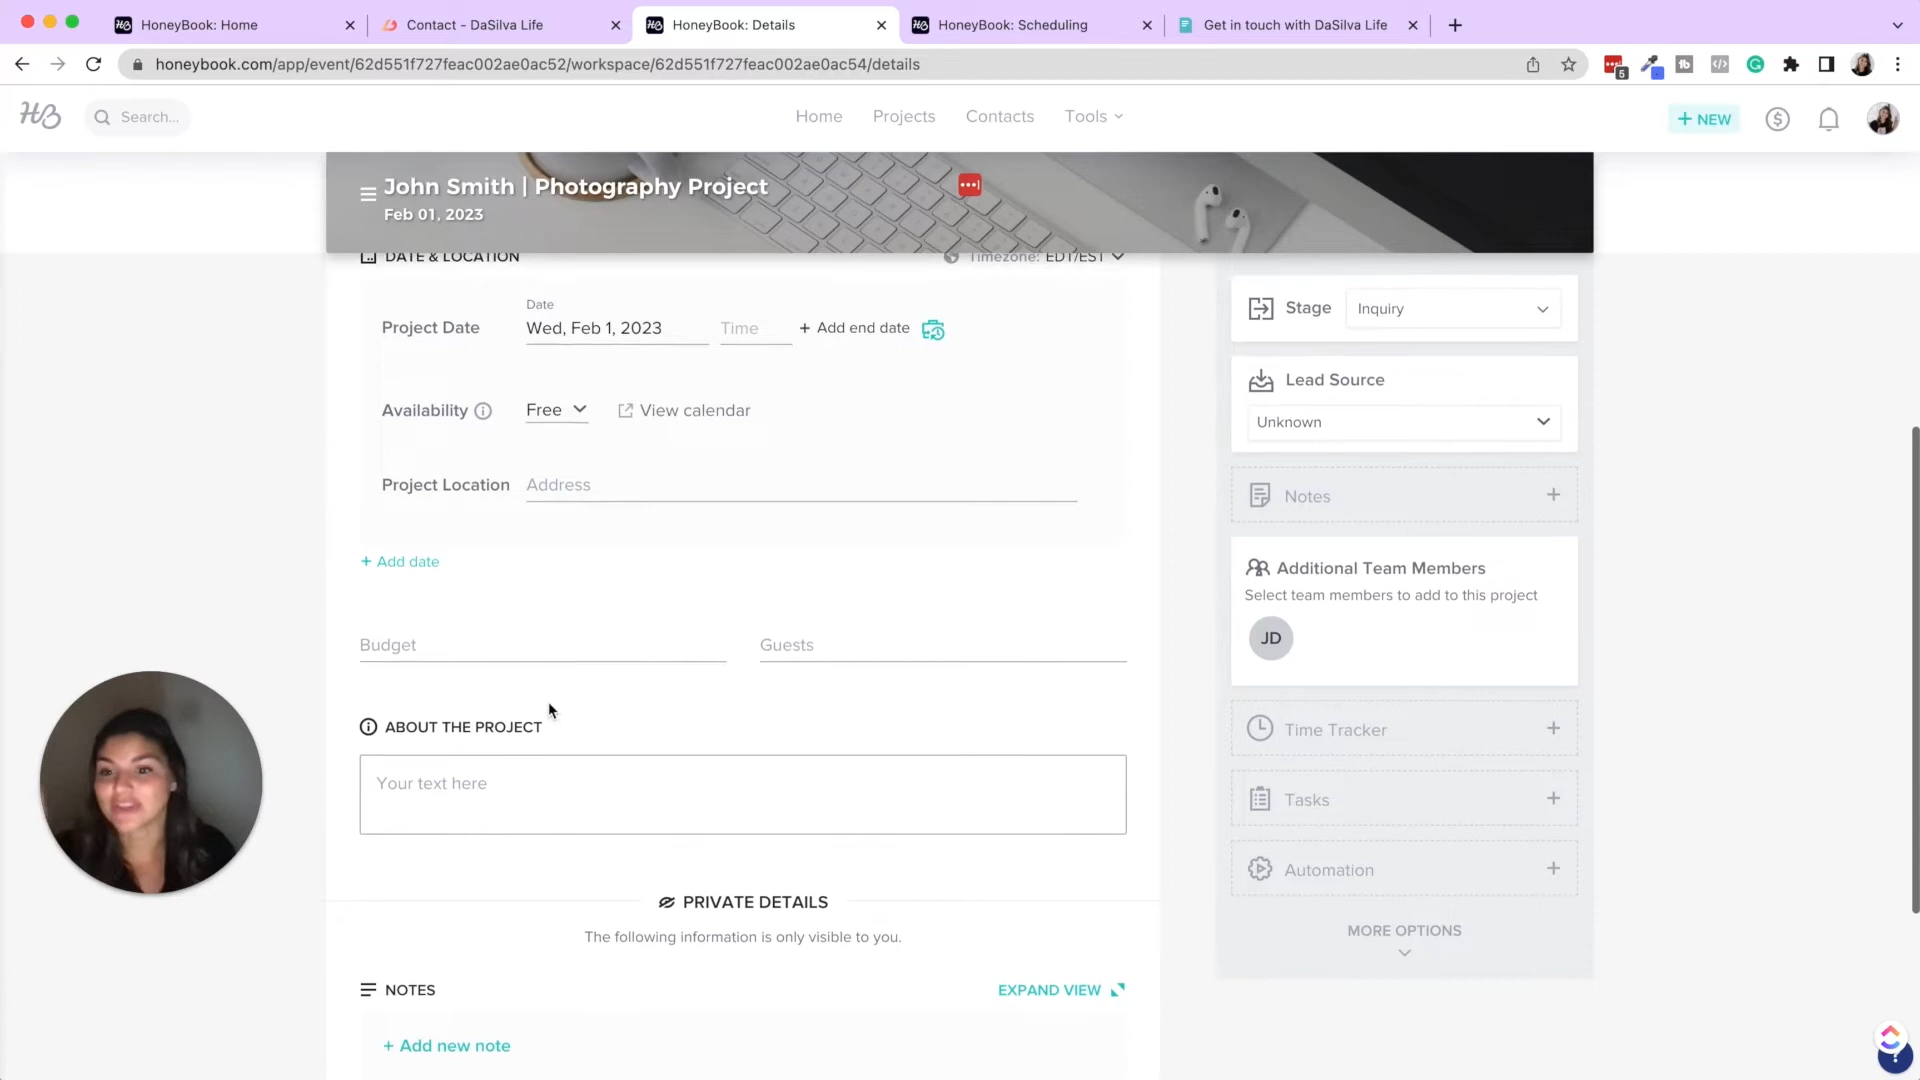 HoneyBook: Home
Contact - DaSilva Life
HoneyBook: Details
HoneyBook: Scheduling
Get in touch with DaSilva Life
honeybook.com/app/event/62d551f727feac002ae0ac52/workspace/62d551f727feac002ae0ac54/details
5
HB
Search...
Home
Projects
Contacts
Tools
+ NEW
John Smith | Photography Project
Feb 01, 2023
DATE & LOCATION
Timezone: EDT/EST
Project Date
Date
Wed, Feb 1, 2023
Time
+ Add end date
Availability
Free
View calendar
Project Location
Address
+ Add date
Budget
Guests
ABOUT THE PROJECT
Your text here
PRIVATE DETAILS
The following information is only visible to you.
NOTES
EXPAND VIEW
+ Add new note
Stage
Inquiry
Lead Source
Unknown
Notes
Additional Team Members
Select team members to add to this project
JD
Time Tracker
Tasks
Automation
MORE OPTIONS
?